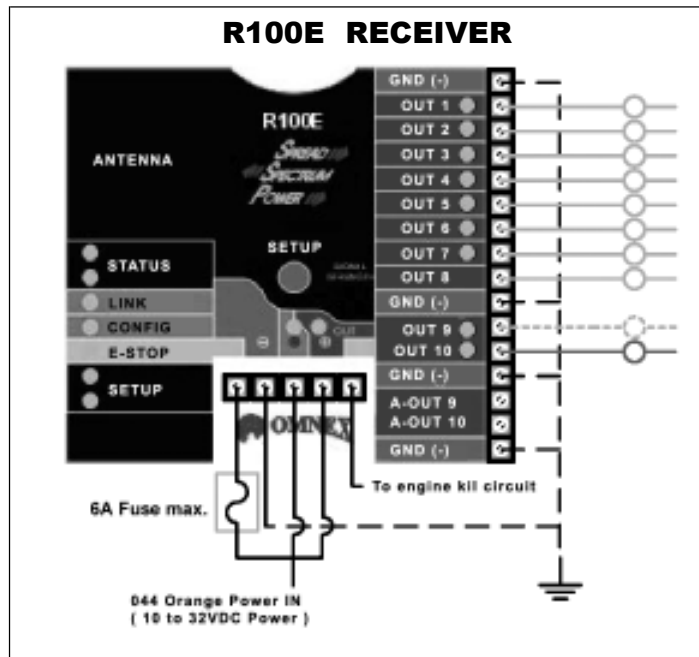 R100E RECEIVER
R100E
SPREAD
SPECTRUM
POWER
ANTENNA
SETUP
STATUS
LINK
CONFIG
E-STOP
SETUP
OUT
GND (-)
OUT 1
OUT 2
OUT 3
OUT 4
OUT 5
OUT 6
OUT 7
OUT 8
GND (-)
OUT 9
OUT 10
GND (-)
A-OUT 9
A-OUT 10
GND (-)
OMNEX
To engine kil circuit
6A Fuse max.
044 Orange Power IN
( 10 to 32VDC Power )